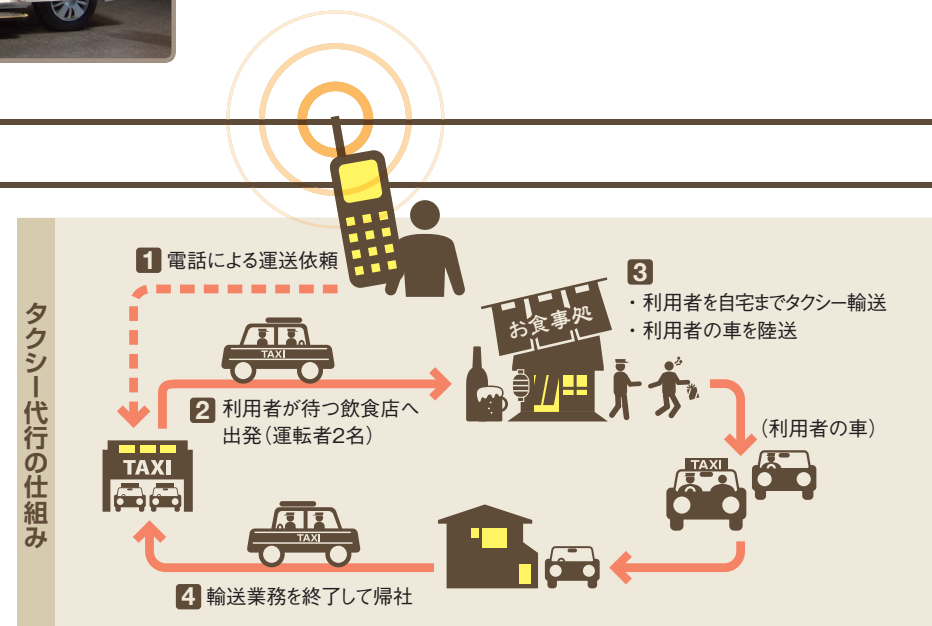 タクシー代行の仕組み
1 電話による運送依頼
2 利用者が待つ飲食店へ
出発（運転者2名）
TAXI
お食事処
3
・利用者を自宅までタクシー輸送
・利用者の車を陸送
（利用者の車）
TAXI
TAXI
TAXI
4 輸送業務を終了して帰社